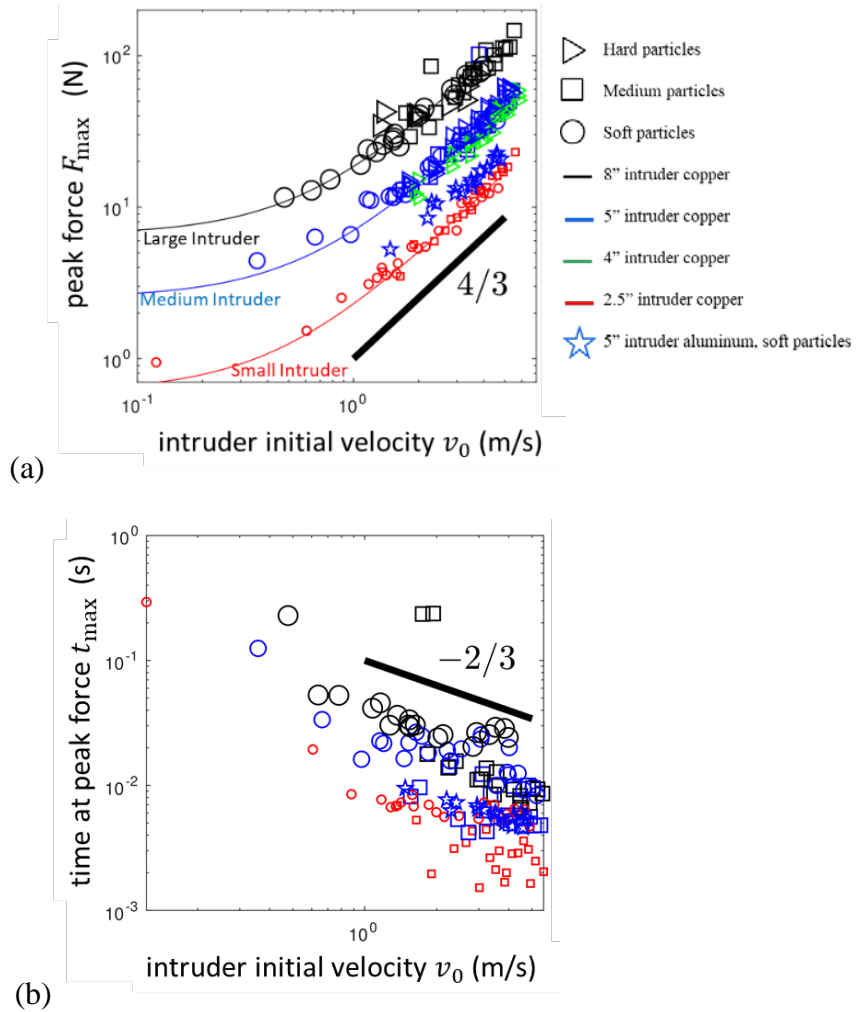 10^2
10^1
10^0
peak force F_max (N)
Large Intruder
Medium Intruder
Small Intruder
4/3
10^-1
10^0
intruder initial velocity v_0 (m/s)
Hard particles
Medium particles
Soft particles
8” intruder copper
5” intruder copper
4” intruder copper
2.5” intruder copper
5” intruder aluminum, soft particles
(a)
10^0
10^-1
10^-2
10^-3
time at peak force t_max (s)
−2/3
10^0
intruder initial velocity v_0 (m/s)
(b)